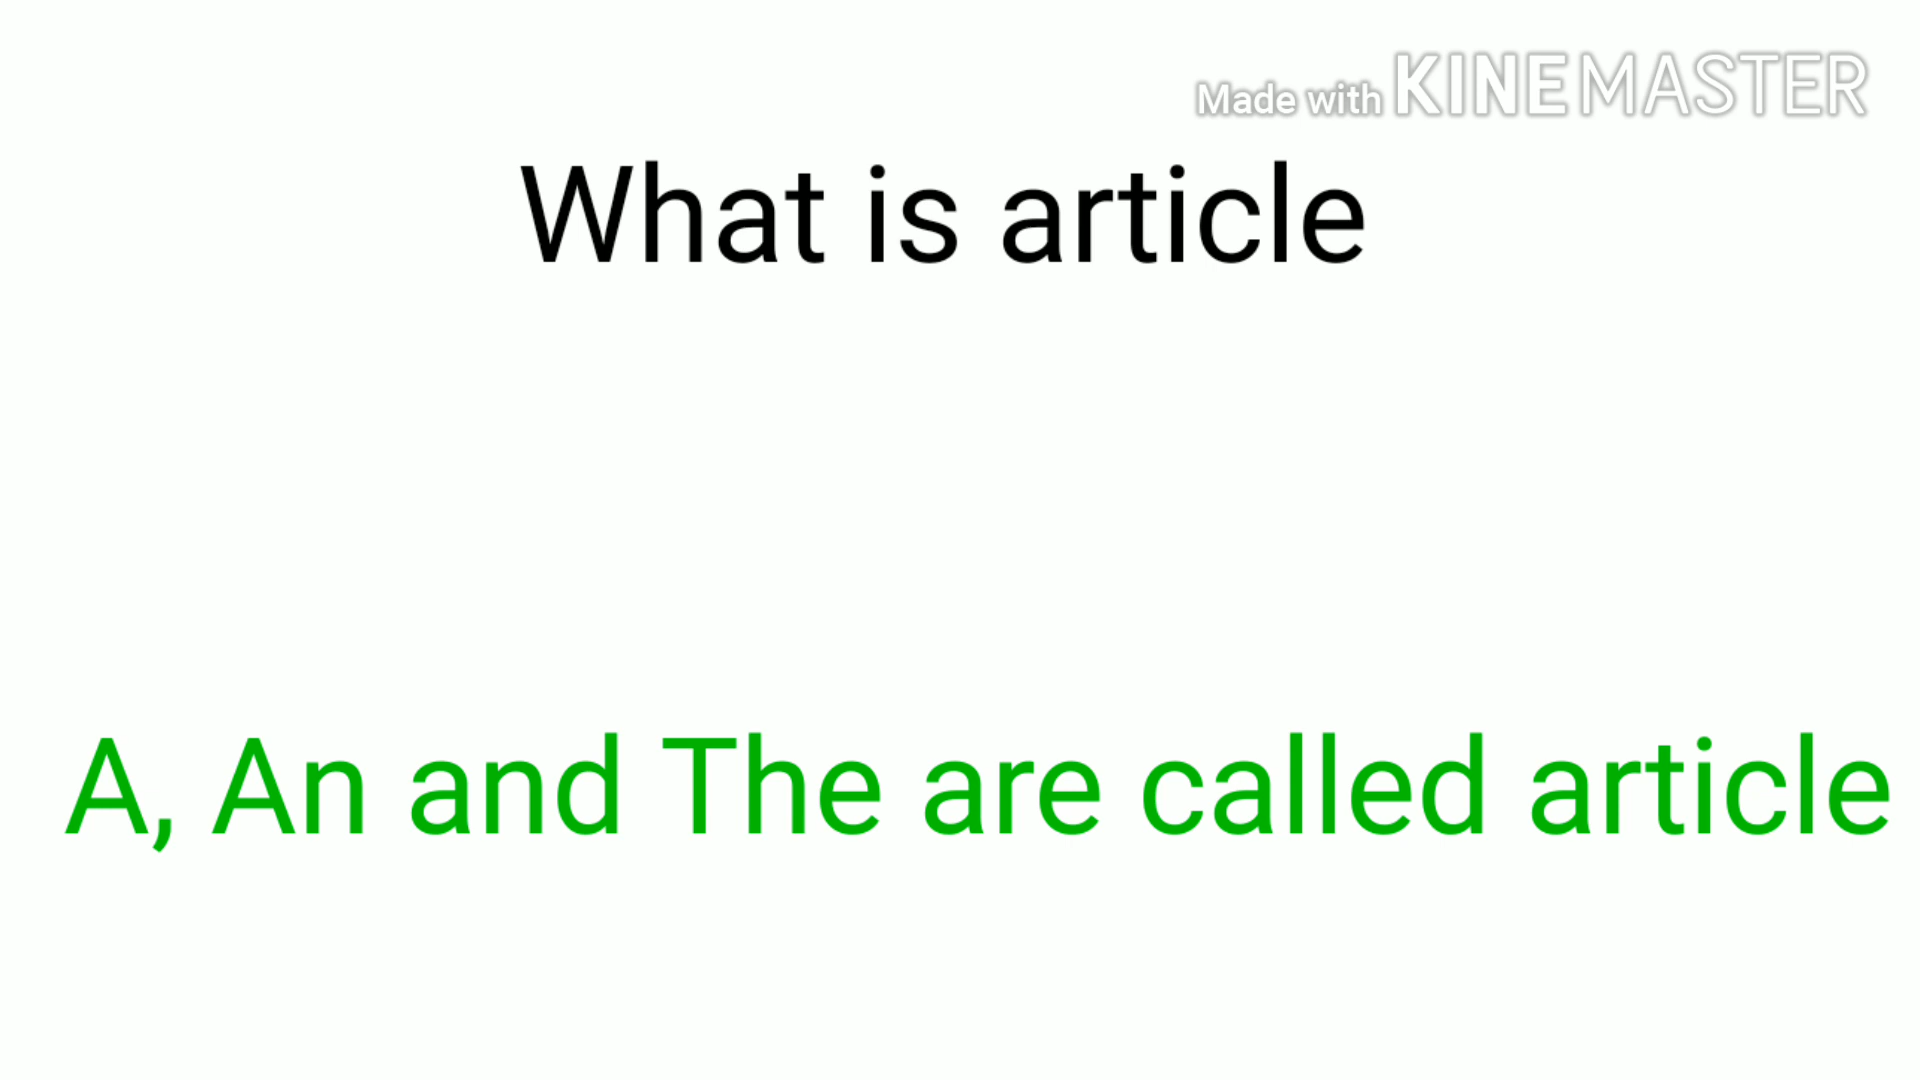 Made with KINEMASTER
What is article
A, An and The are called article